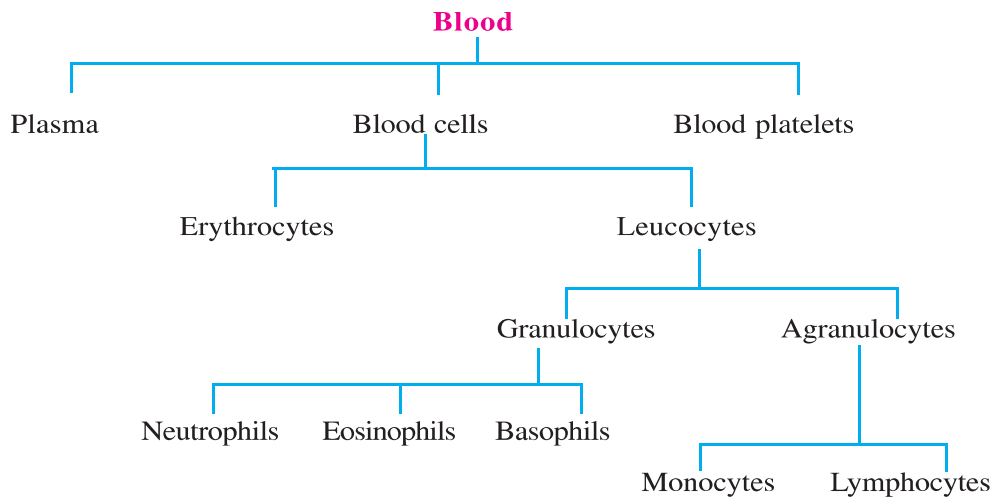 Blood
Plasma Blood cells Blood platelets
Erythrocytes Leucocytes
Granulocytes Agranulocytes
Neutrophils Eosinophils Basophils
Monocytes Lymphocytes